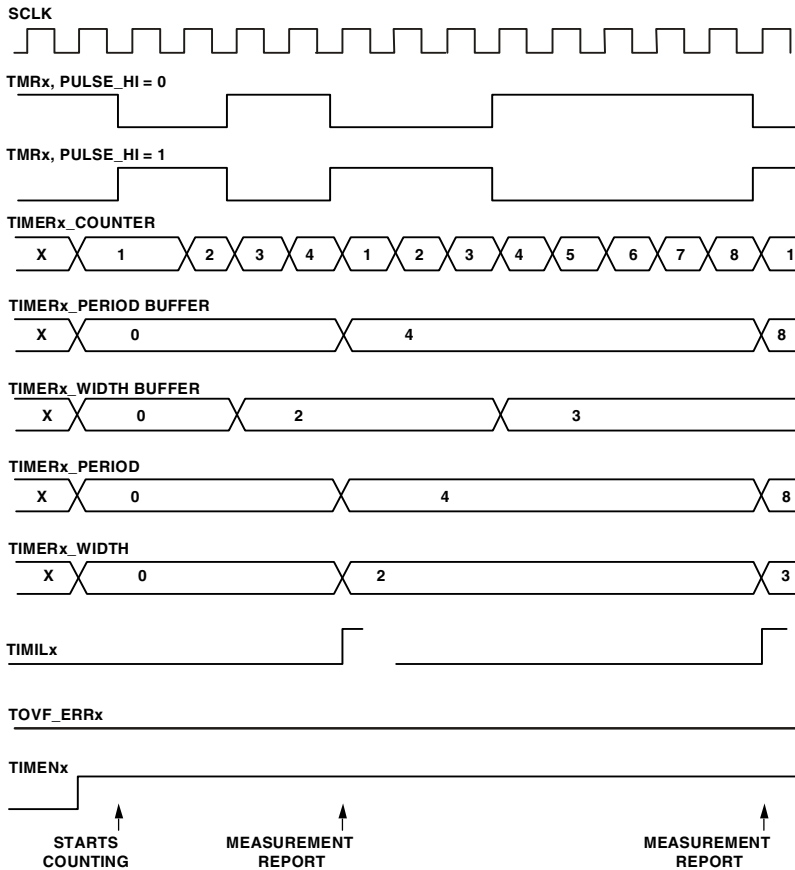 SCLK
TMRx, PULSE_HI = 0
TMRx, PULSE_HI = 1
TIMERx_COUNTER
X 1 2 3 4 1 2 3 4 5 6 7 8 1
TIMERx_PERIOD BUFFER
X 0 4 8
TIMERx_WIDTH BUFFER
X 0 2 3
TIMERx_PERIOD
X 0 4 8
TIMERx_WIDTH
X 0 2 3
TIMILx
TOVF_ERRx
TIMENx
STARTS
COUNTING
MEASUREMENT
REPORT
MEASUREMENT
REPORT